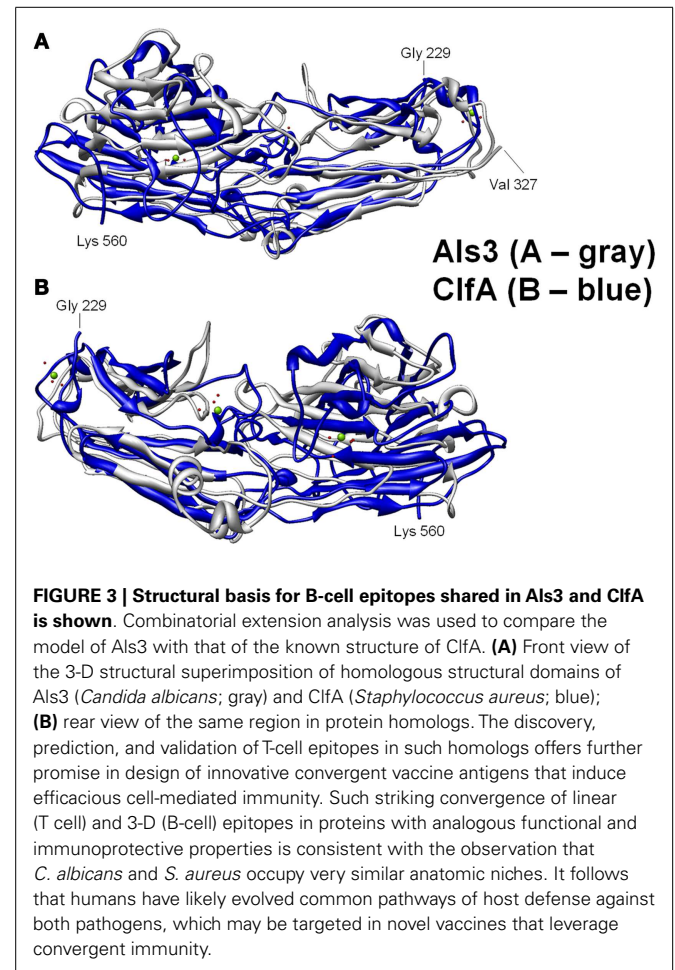 A
Gly 229
Val 327
Lys 560
Als3 (A – gray)
ClfA (B – blue)
B
Gly 229
Lys 560
FIGURE 3 | Structural basis for B-cell epitopes shared in Als3 and ClfA
is shown. Combinatorial extension analysis was used to compare the
model of Als3 with that of the known structure of ClfA. (A) Front view of
the 3-D structural superimposition of homologous structural domains of
Als3 (Candida albicans; gray) and ClfA (Staphylococcus aureus; blue);
(B) rear view of the same region in protein homologs. The discovery,
prediction, and validation of T-cell epitopes in such homologs offers further
promise in design of innovative convergent vaccine antigens that induce
efficacious cell-mediated immunity. Such striking convergence of linear
(T cell) and 3-D (B-cell) epitopes in proteins with analogous functional and
immunoprotective properties is consistent with the observation that
C. albicans and S. aureus occupy very similar anatomic niches. It follows
that humans have likely evolved common pathways of host defense against
both pathogens, which may be targeted in novel vaccines that leverage
convergent immunity.